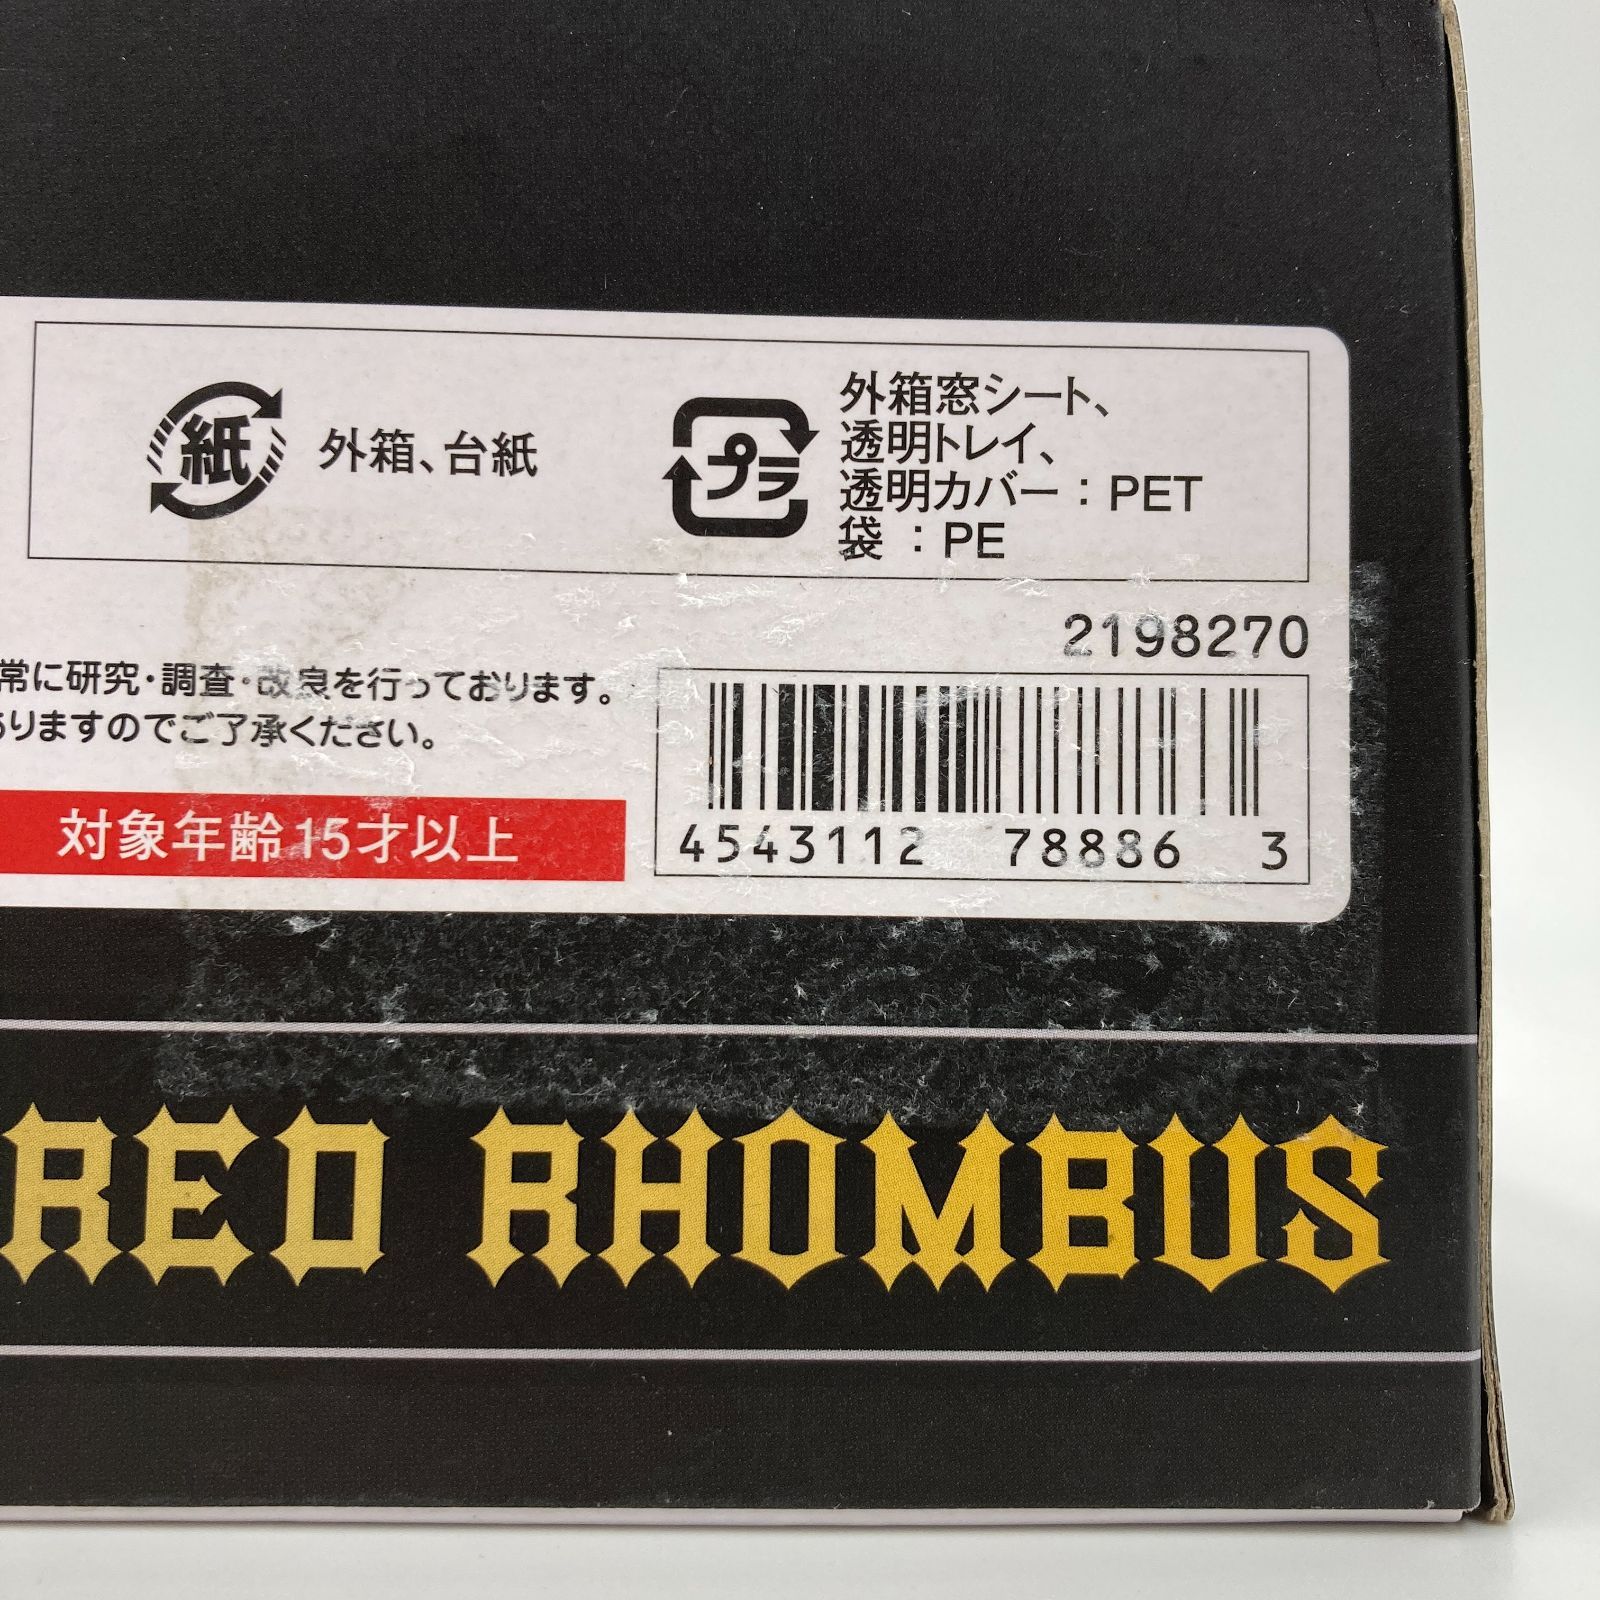 紙
外箱、台紙
プラ
外箱窓シート、
透明トレイ、
透明カバー：PET
袋：PE
2198270
常に研究・調査・改良を行っております。
ありますのでご了承ください。
対象年齢15才以上
4543112 78886 3
RED RHOMBUS